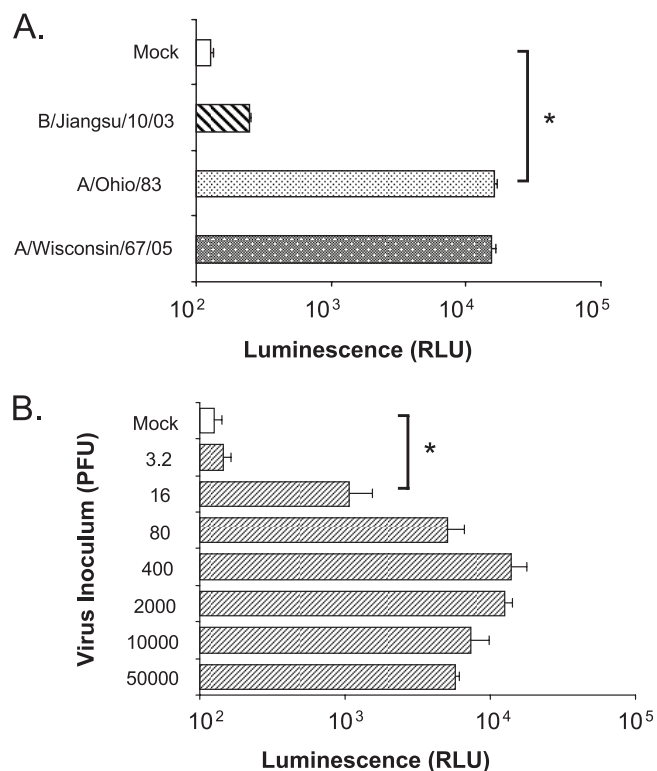 A.
Mock
B/Jiangsu/10/03
A/Ohio/83
A/Wisconsin/67/05
*
10² 10³ 10⁴ 10⁵
Luminescence (RLU)
B.
Virus Inoculum (PFU)
Mock
3.2
16
80
400
2000
10000
50000
*
10² 10³ 10⁴ 10⁵
Luminescence (RLU)